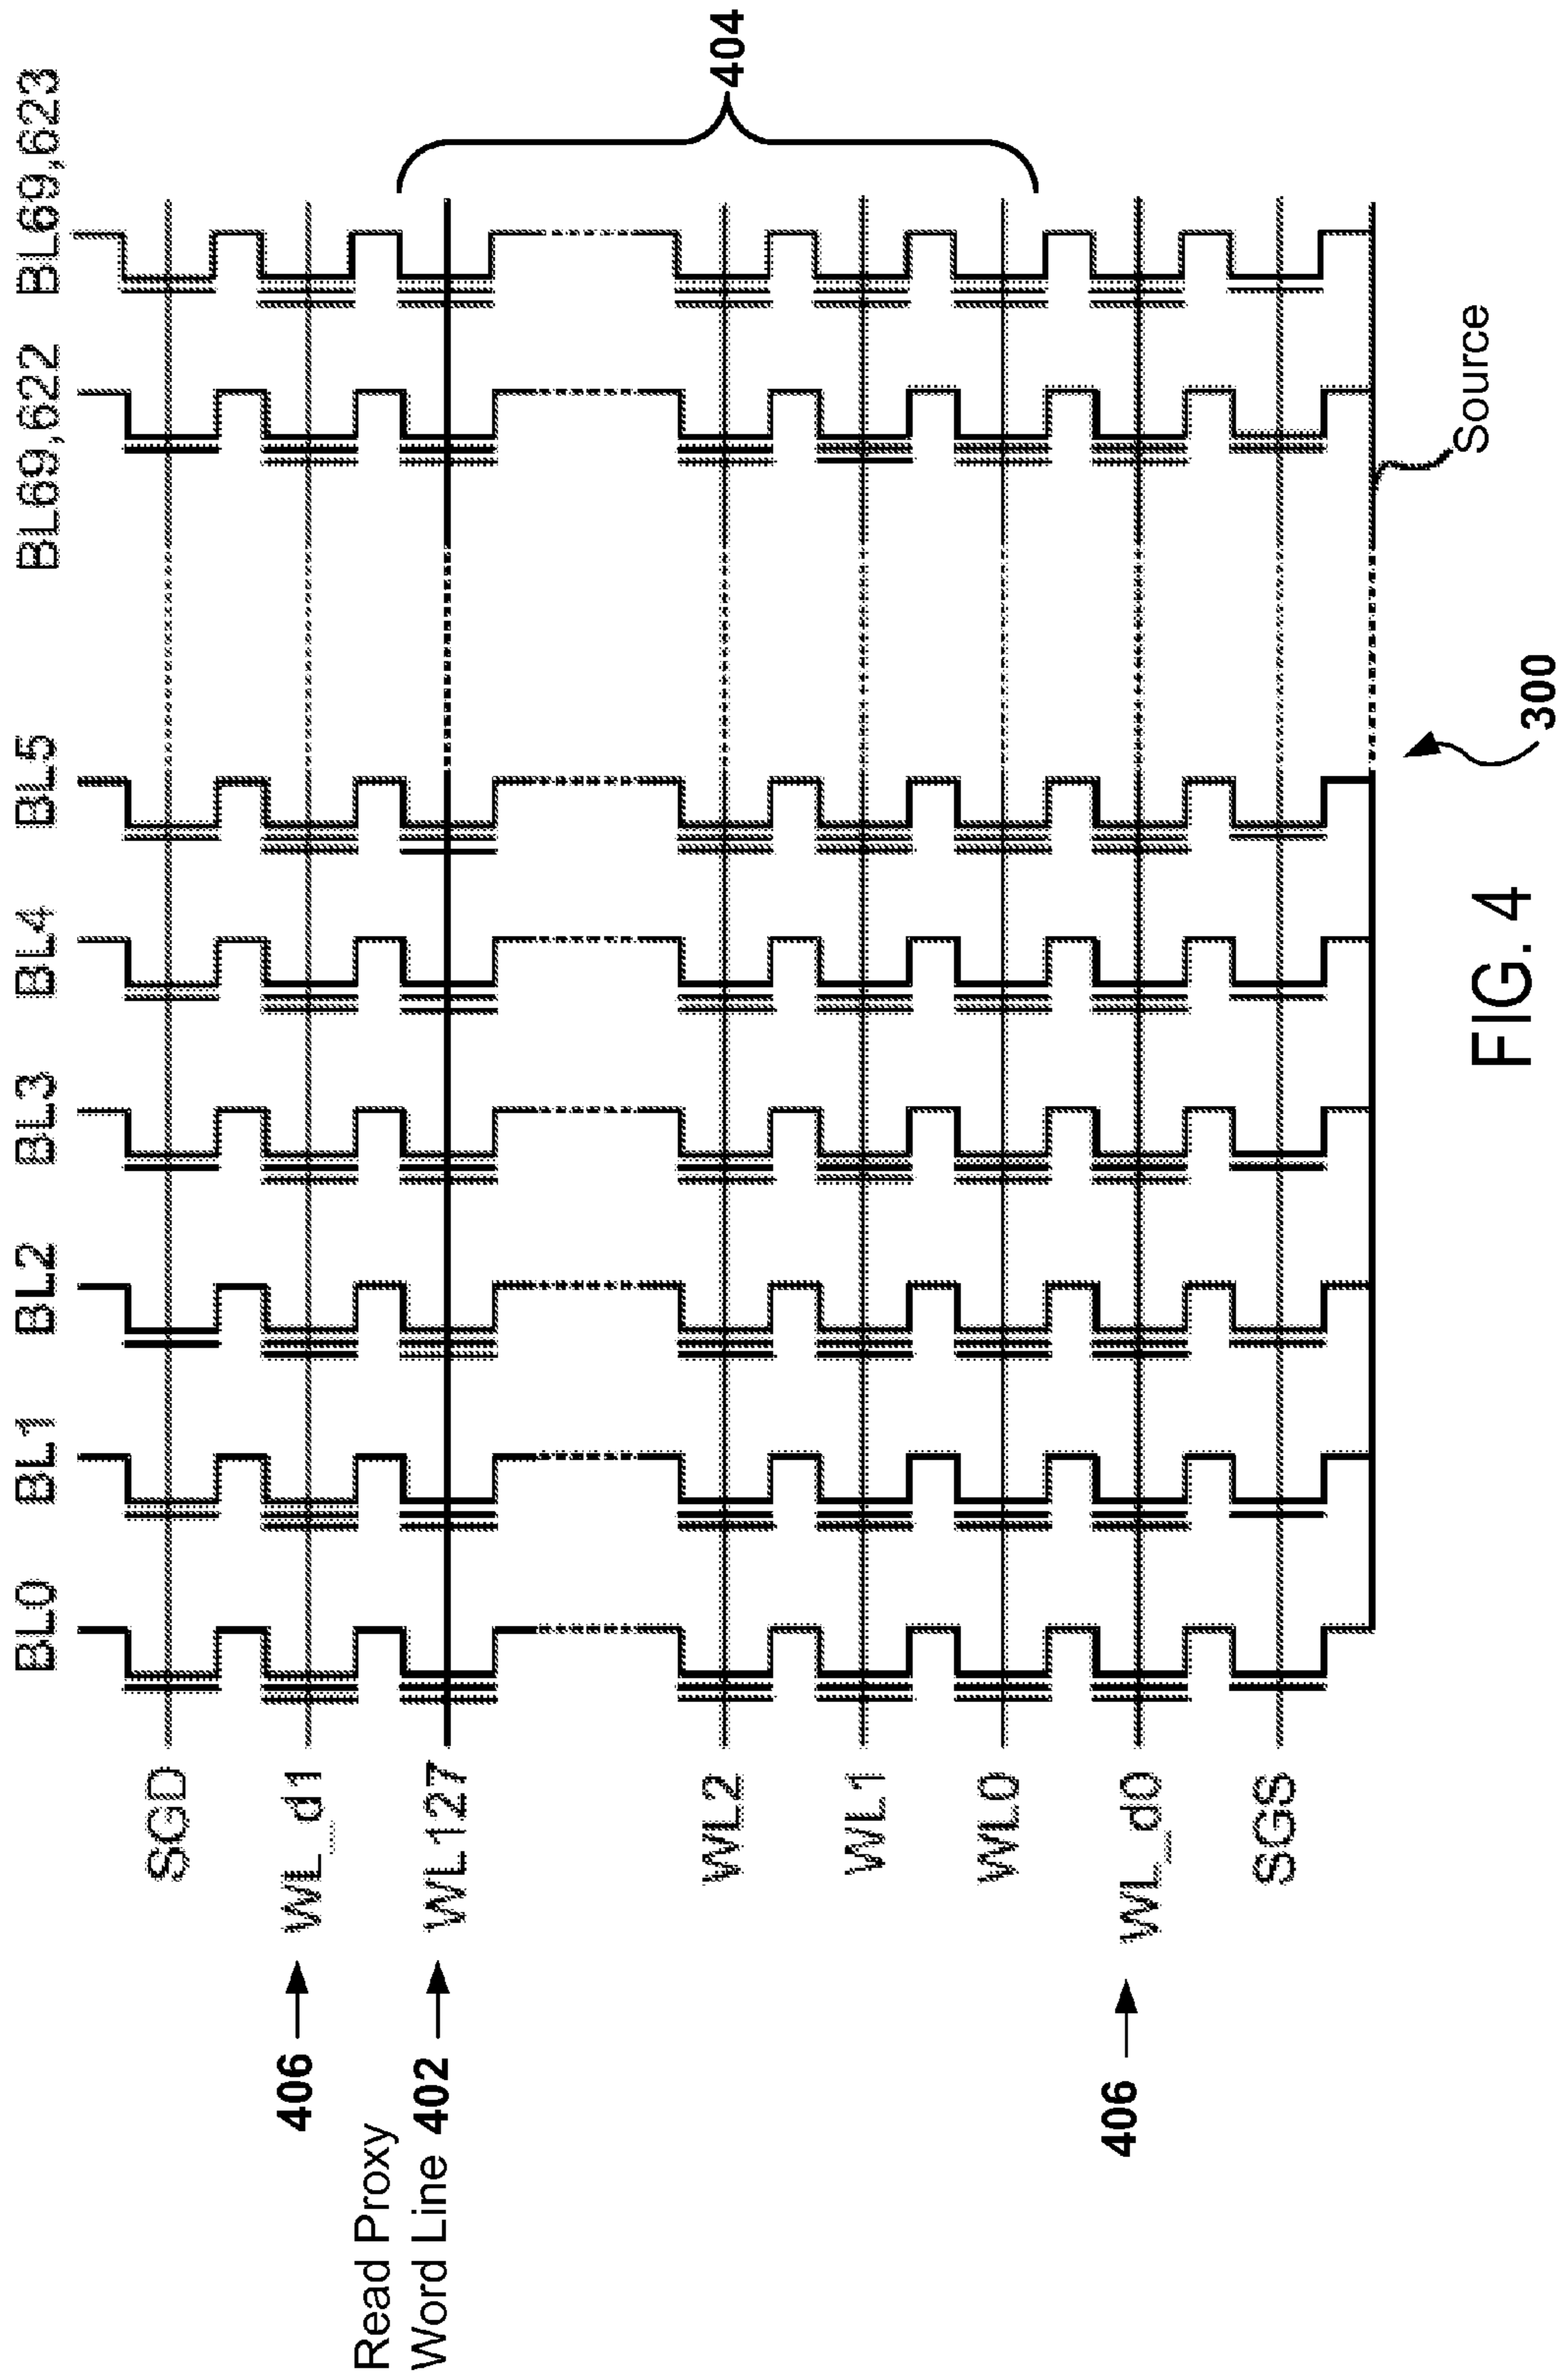 BL0
BL1
BL2
BL3
BL4
BL5
BL69,622
BL69,623
SGD
406
WL_d1
Read Proxy
Word Line 402
WL127
404
WL2
WL1
WL0
406
WL_d0
SGS
Source
300
FIG. 4